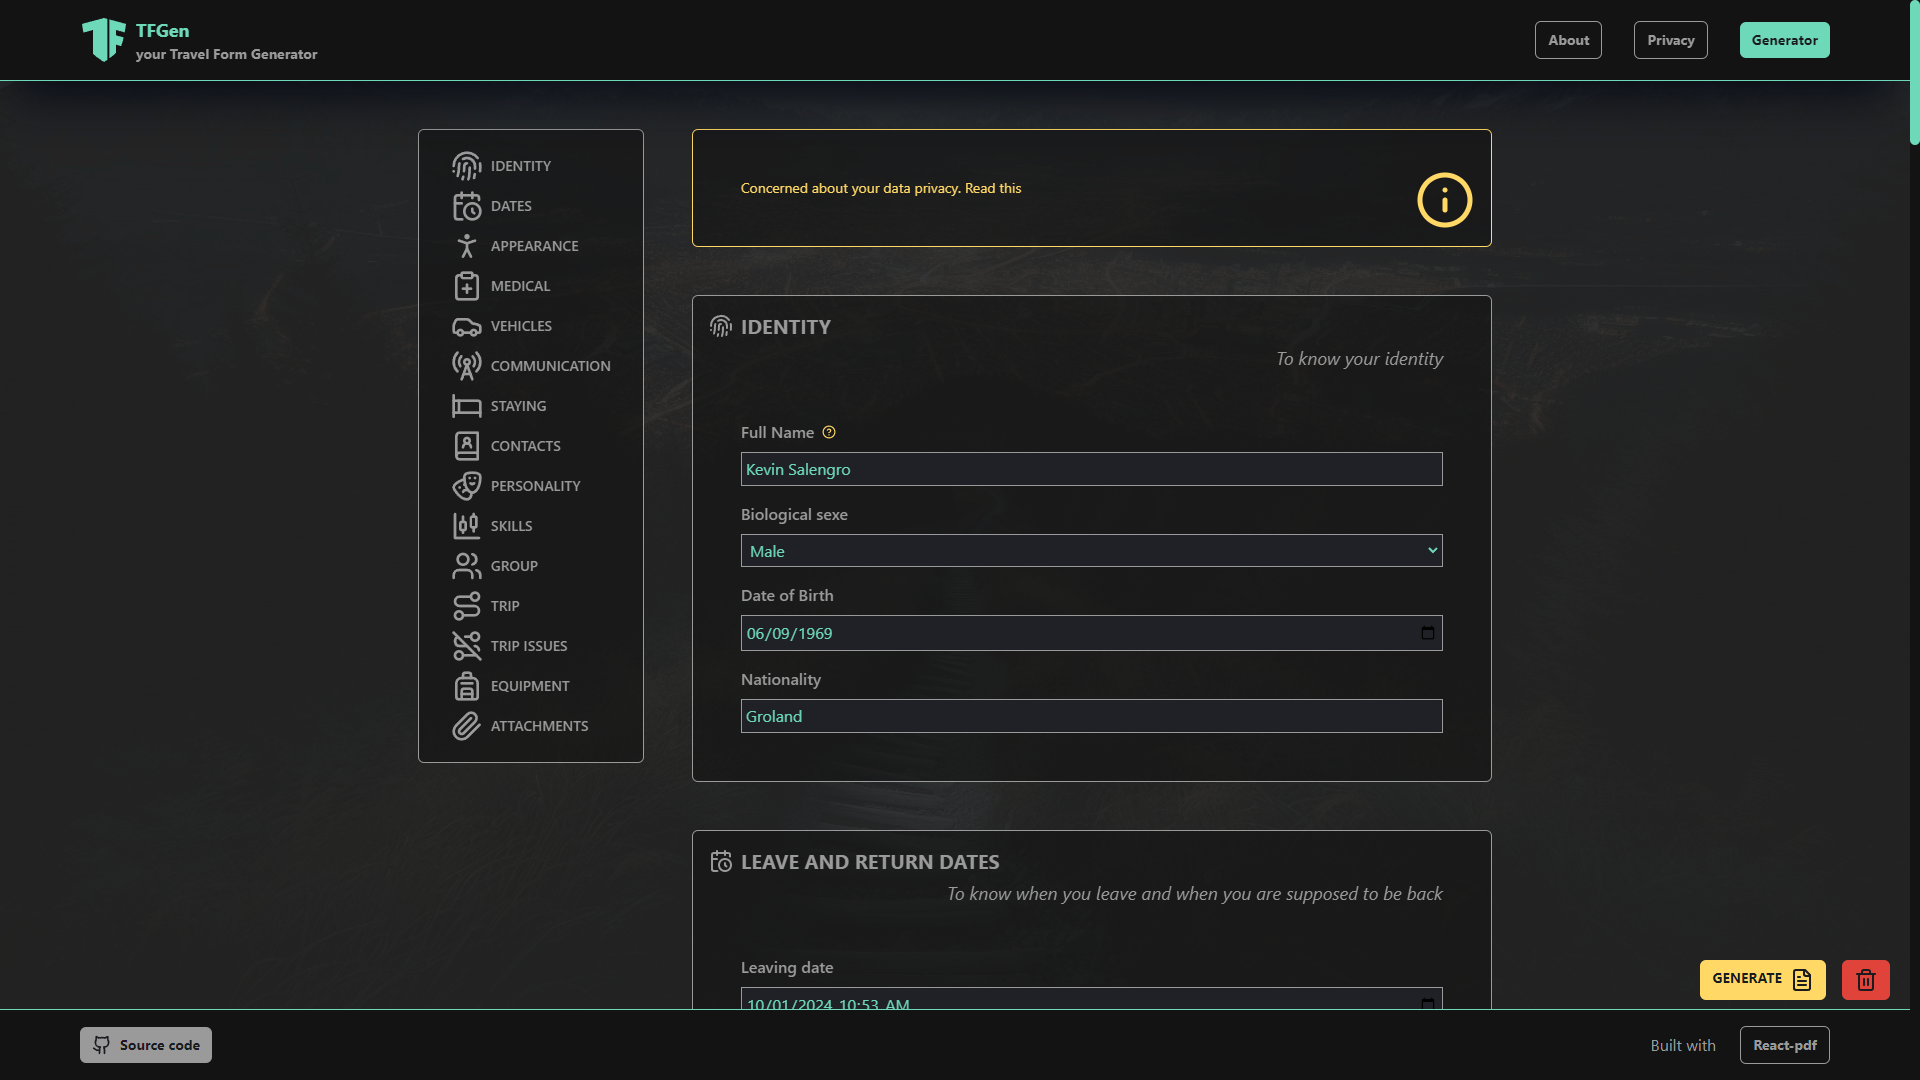 TFGen
your Travel Form Generator
About
Privacy
Generator
IDENTITY
DATES
APPEARANCE
MEDICAL
VEHICLES
COMMUNICATION
STAYING
CONTACTS
PERSONALITY
SKILLS
GROUP
TRIP
TRIP ISSUES
EQUIPMENT
ATTACHMENTS
Concerned about your data privacy. Read this
IDENTITY
To know your identity
Full Name
Kevin Salengro
Biological sexe
Male
Date of Birth
06/09/1969
Nationality
Groland
LEAVE AND RETURN DATES
To know when you leave and when you are supposed to be back
Leaving date
10/01/2024 10:53 AM
GENERATE
Source code
Built with
React-pdf